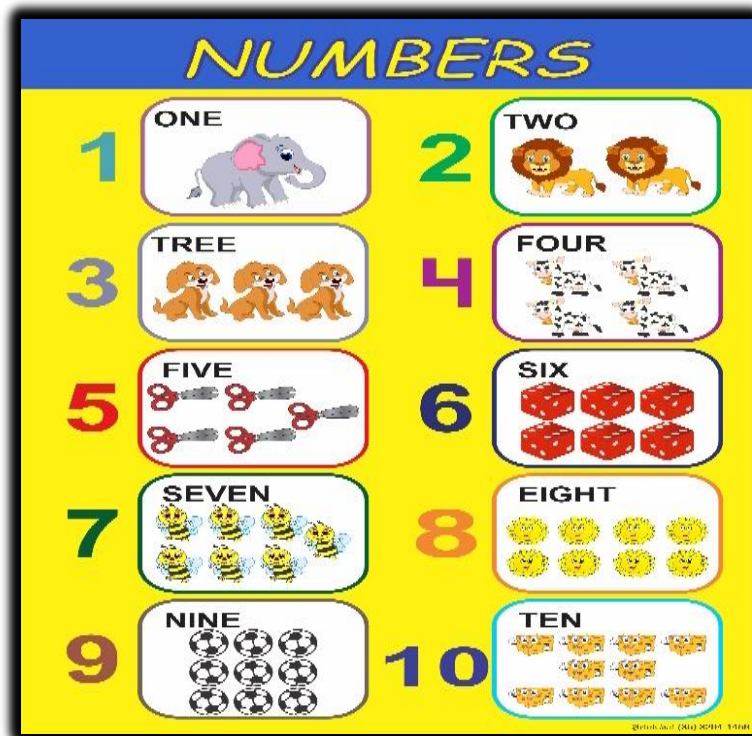 NUMBERS
1 ONE
2 TWO
3 TREE
4 FOUR
5 FIVE
6 SIX
7 SEVEN
8 EIGHT
9 NINE
10 TEN